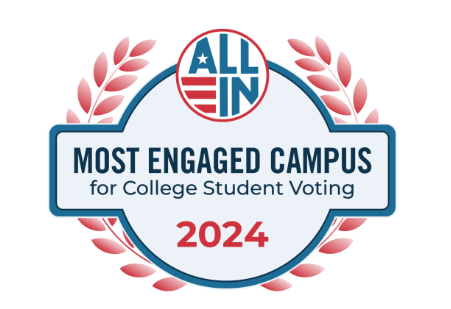 ALL
IN
MOST ENGAGED CAMPUS
for College Student Voting
2024